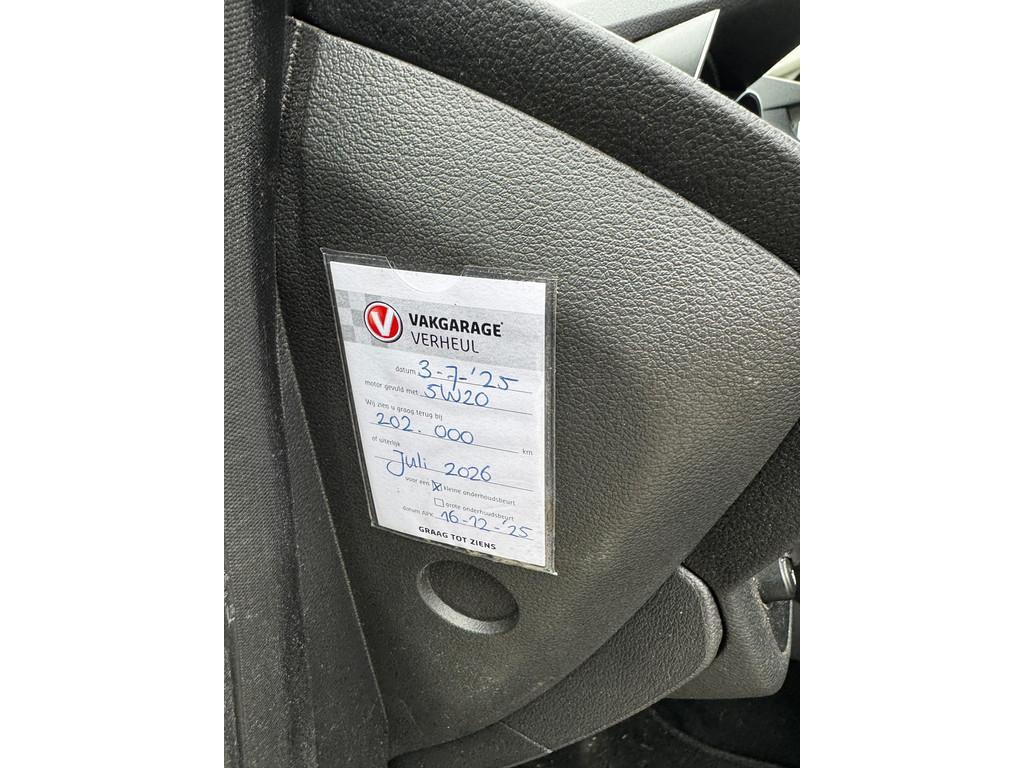 V
VAKGARAGE
VERHEUL
datum 3-7-'25
motor gevuld met 5W20
Wij zien u graag terug bij
202.000 km
of uiterlijk
Juli 2026
voor een ☒ kleine onderhoudsbeurt
☐ grote onderhoudsbeurt
datum APK 16-12-'25
GRAAG TOT ZIENS